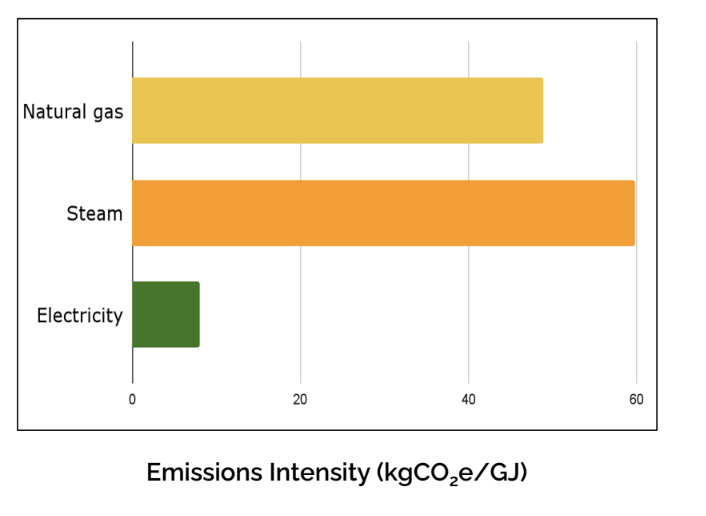 Natural gas
Steam
Electricity
0 20 40 60
Emissions Intensity (kgCO₂e/GJ)